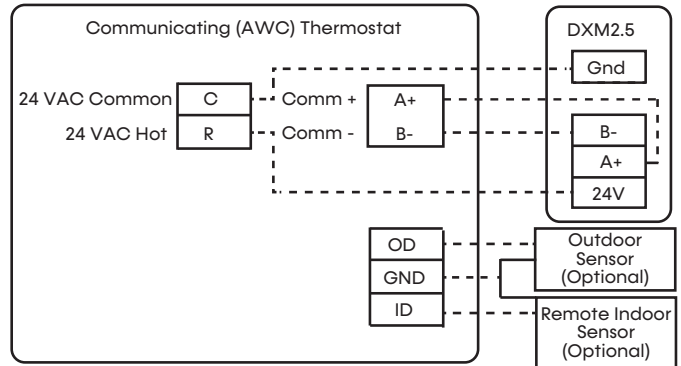 Communicating (AWC) Thermostat
DXM2.5
Gnd
24 VAC Common
C
Comm +
A+
24 VAC Hot
R
Comm -
B-
B-
A+
24V
OD
GND
ID
Outdoor
Sensor
(Optional)
Remote Indoor
Sensor
(Optional)